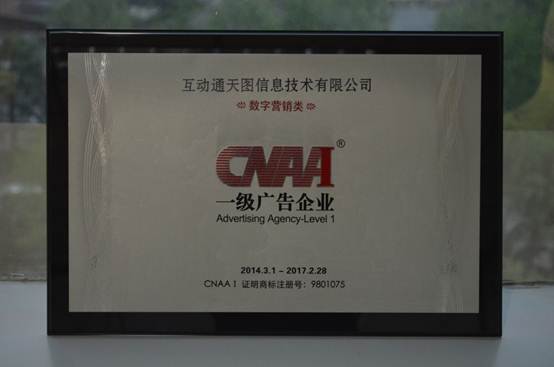 互动通天图信息技术有限公司
数字营销类
CNAAI®
一级广告企业
Advertising Agency-Level 1
2014.3.1 ~ 2017.2.28
CNAA I 证明商标注册号：9801075